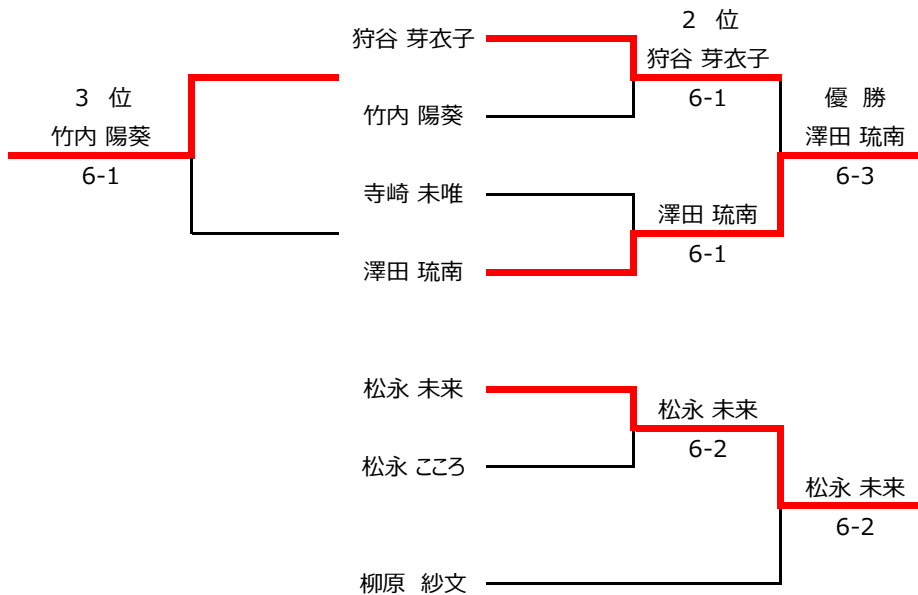 2 位
狩谷 芽衣子
狩谷 芽衣子
3 位
6-1
優 勝
竹内 陽葵
竹内 陽葵
澤田 琉南
6-1
6-3
寺崎 未唯
澤田 琉南
6-1
澤田 琉南
松永 未来
松永 未来
6-2
松永 こころ
松永 未来
6-2
柳原 紗文